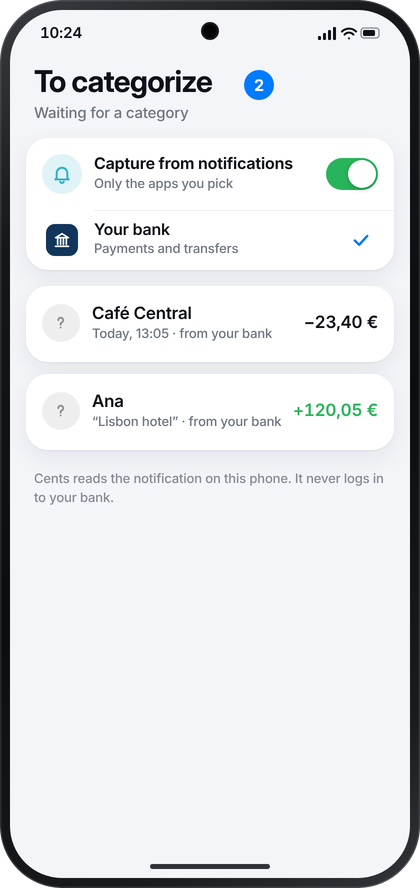 10:24
To categorize 2
Waiting for a category
Capture from notifications
Only the apps you pick
Your bank
Payments and transfers
Café Central
Today, 13:05 · from your bank
−23,40 €
?
Ana
“Lisbon hotel” · from your bank
+120,05 €
?
Cents reads the notification on this phone. It never logs in
to your bank.